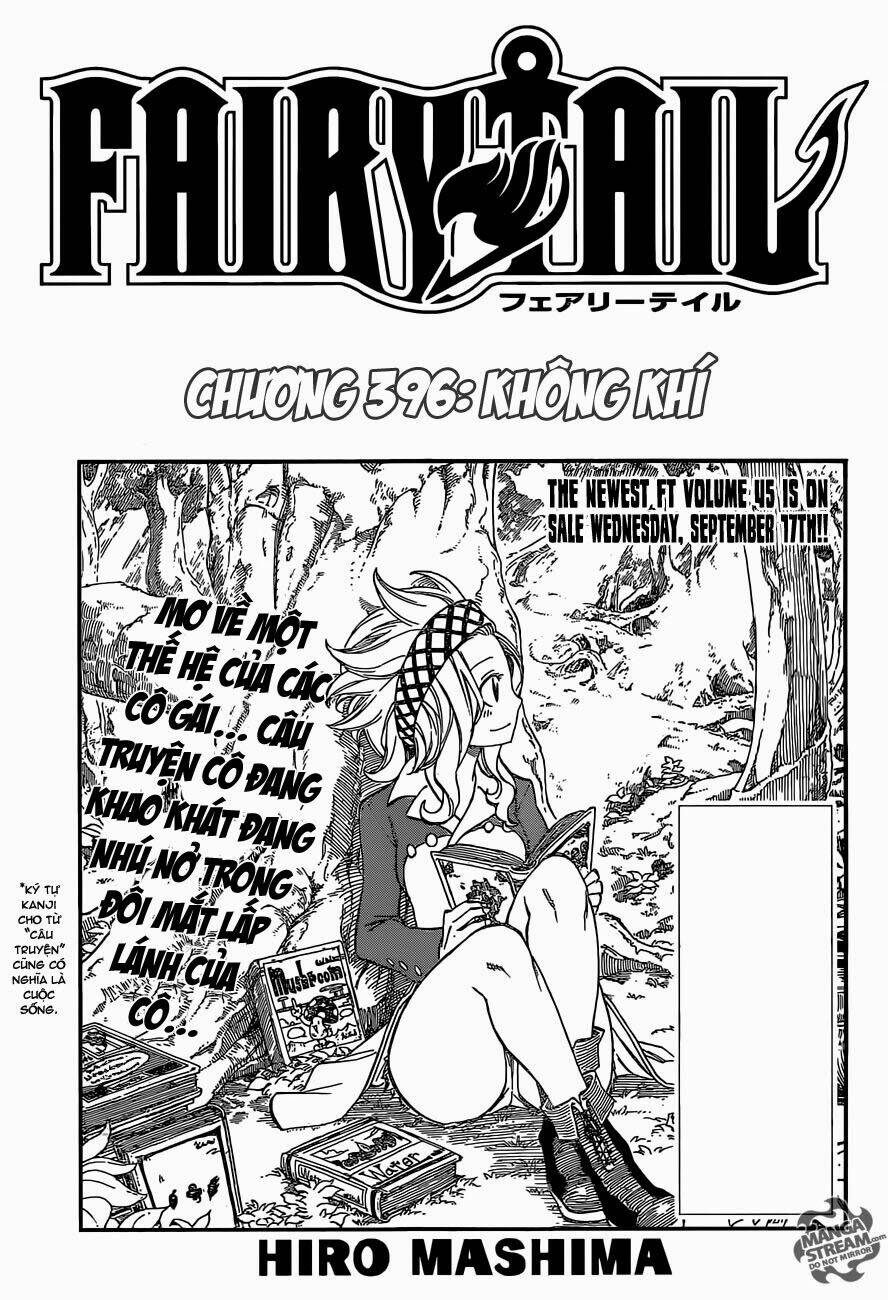 FAIRY TAIL
フェアリーテイル
CHƯƠNG 396: KHÔNG KHÍ
THE NEWEST FT VOLUME 45 IS ON
SALE WEDNESDAY, SEPTEMBER 17TH!!
MƠ VỀ MỘT
THẾ HỆ CỦA CÁC
CÔ GÁI... CÂU
TRUYỆN CÔ ĐANG
KHAO KHÁT ĐANG
NHÚ NỞ TRONG
ĐÔI MẮT LẤP
LÁNH CỦA
CÔ...
*KÝ TỰ
KANJI
CHO TỪ
"CÂU
TRUYỆN"
CŨNG CÓ
NGHĨA LÀ
CUỘC
SỐNG.
Mushroom
Water
HIRO MASHIMA
MANGA
STREAM.COM
DO NOT MIRROR